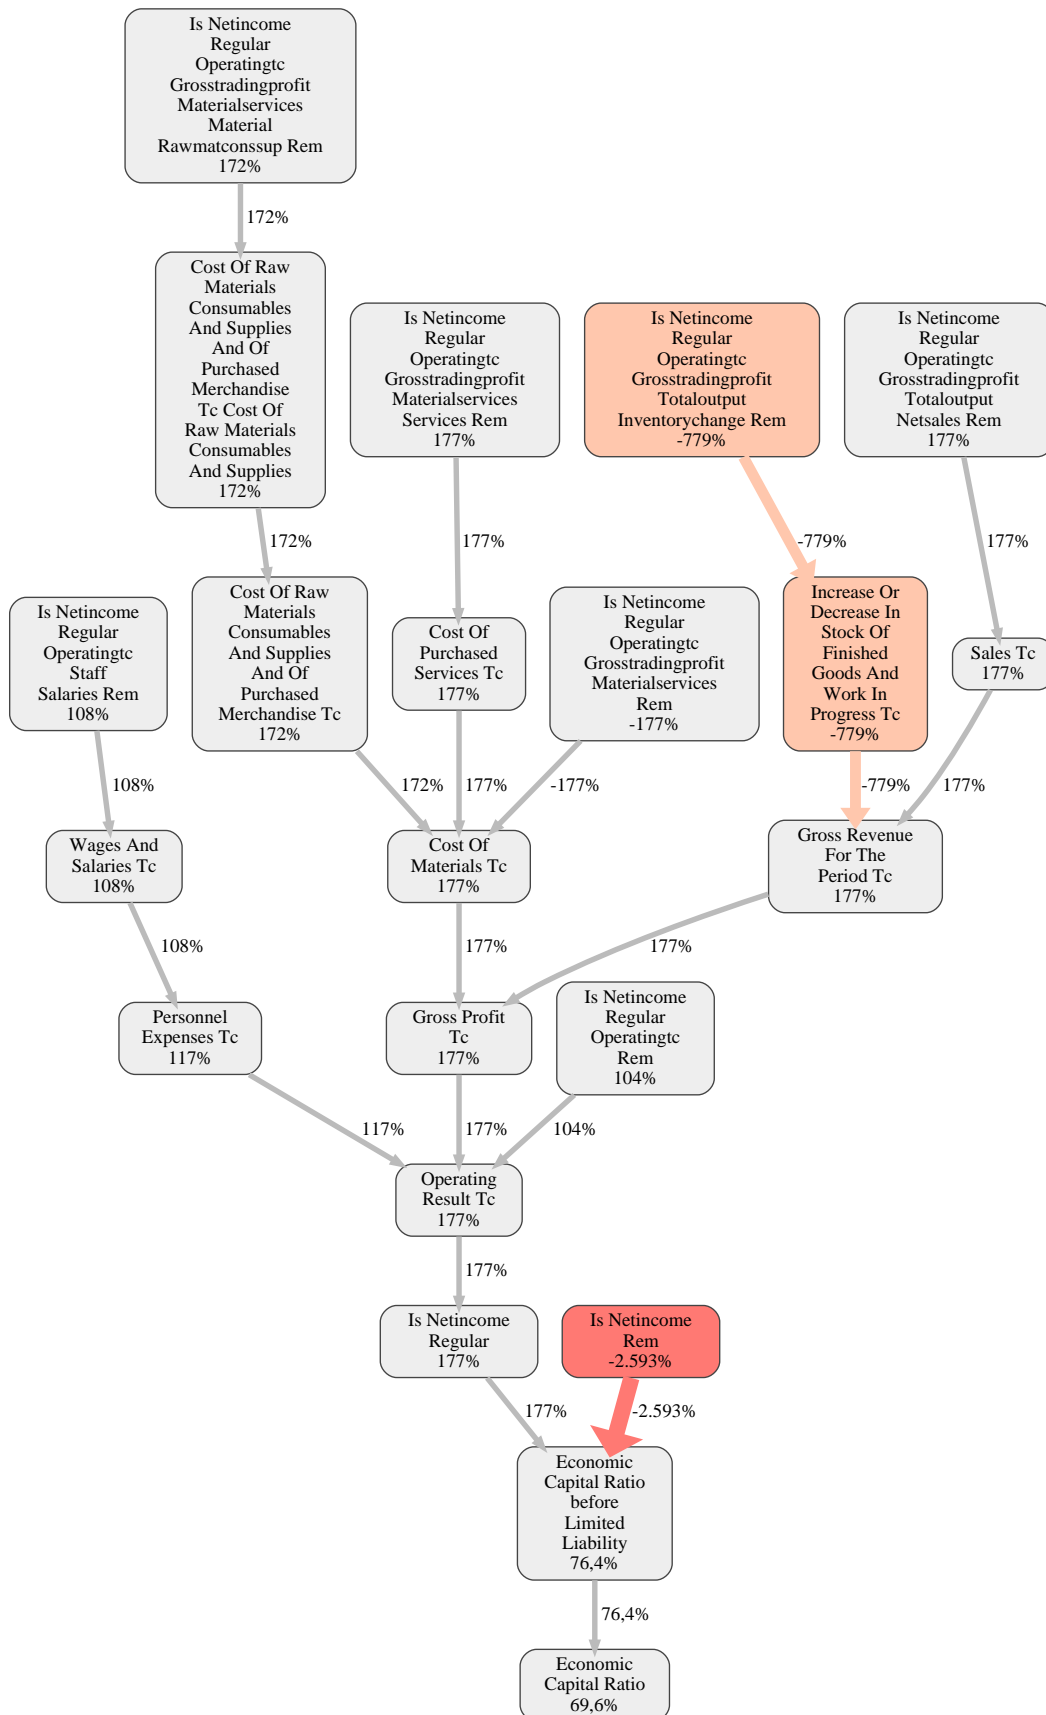 Is Netincome
Regular
Operatingtc
Grosstradingprofit
Materialservices
Material
Rawmatconssup Rem
172%
172%
Cost Of Raw
Materials
Consumables
And Supplies
And Of
Purchased
Merchandise
Tc Cost Of
Raw Materials
Consumables
And Supplies
172%
Is Netincome
Regular
Operatingtc
Grosstradingprofit
Materialservices
Services Rem
177%
Is Netincome
Regular
Operatingtc
Grosstradingprofit
Totaloutput
Inventorychange Rem
-779%
Is Netincome
Regular
Operatingtc
Grosstradingprofit
Totaloutput
Netsales Rem
177%
172%
177%
-779%
177%
Is Netincome
Regular
Operatingtc
Staff
Salaries Rem
108%
Cost Of Raw
Materials
Consumables
And Supplies
And Of
Purchased
Merchandise Tc
172%
Cost Of
Purchased
Services Tc
177%
Is Netincome
Regular
Operatingtc
Grosstradingprofit
Materialservices
Rem
-177%
Increase Or
Decrease In
Stock Of
Finished
Goods And
Work In
Progress Tc
-779%
Sales Tc
177%
108%
172%
177%
-177%
-779%
177%
Wages And
Salaries Tc
108%
Cost Of
Materials Tc
177%
Gross Revenue
For The
Period Tc
177%
108%
177%
177%
Personnel
Expenses Tc
117%
Gross Profit
Tc
177%
Is Netincome
Regular
Operatingtc
Rem
104%
117%
177%
104%
Operating
Result Tc
177%
177%
Is Netincome
Regular
177%
Is Netincome
Rem
-2.593%
177%
-2.593%
Economic
Capital Ratio
before
Limited
Liability
76,4%
76,4%
Economic
Capital Ratio
69,6%